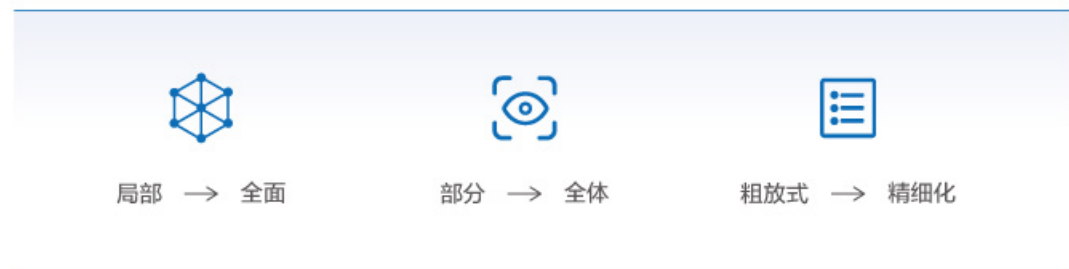 局部 → 全面
部分 → 全体
粗放式 → 精细化